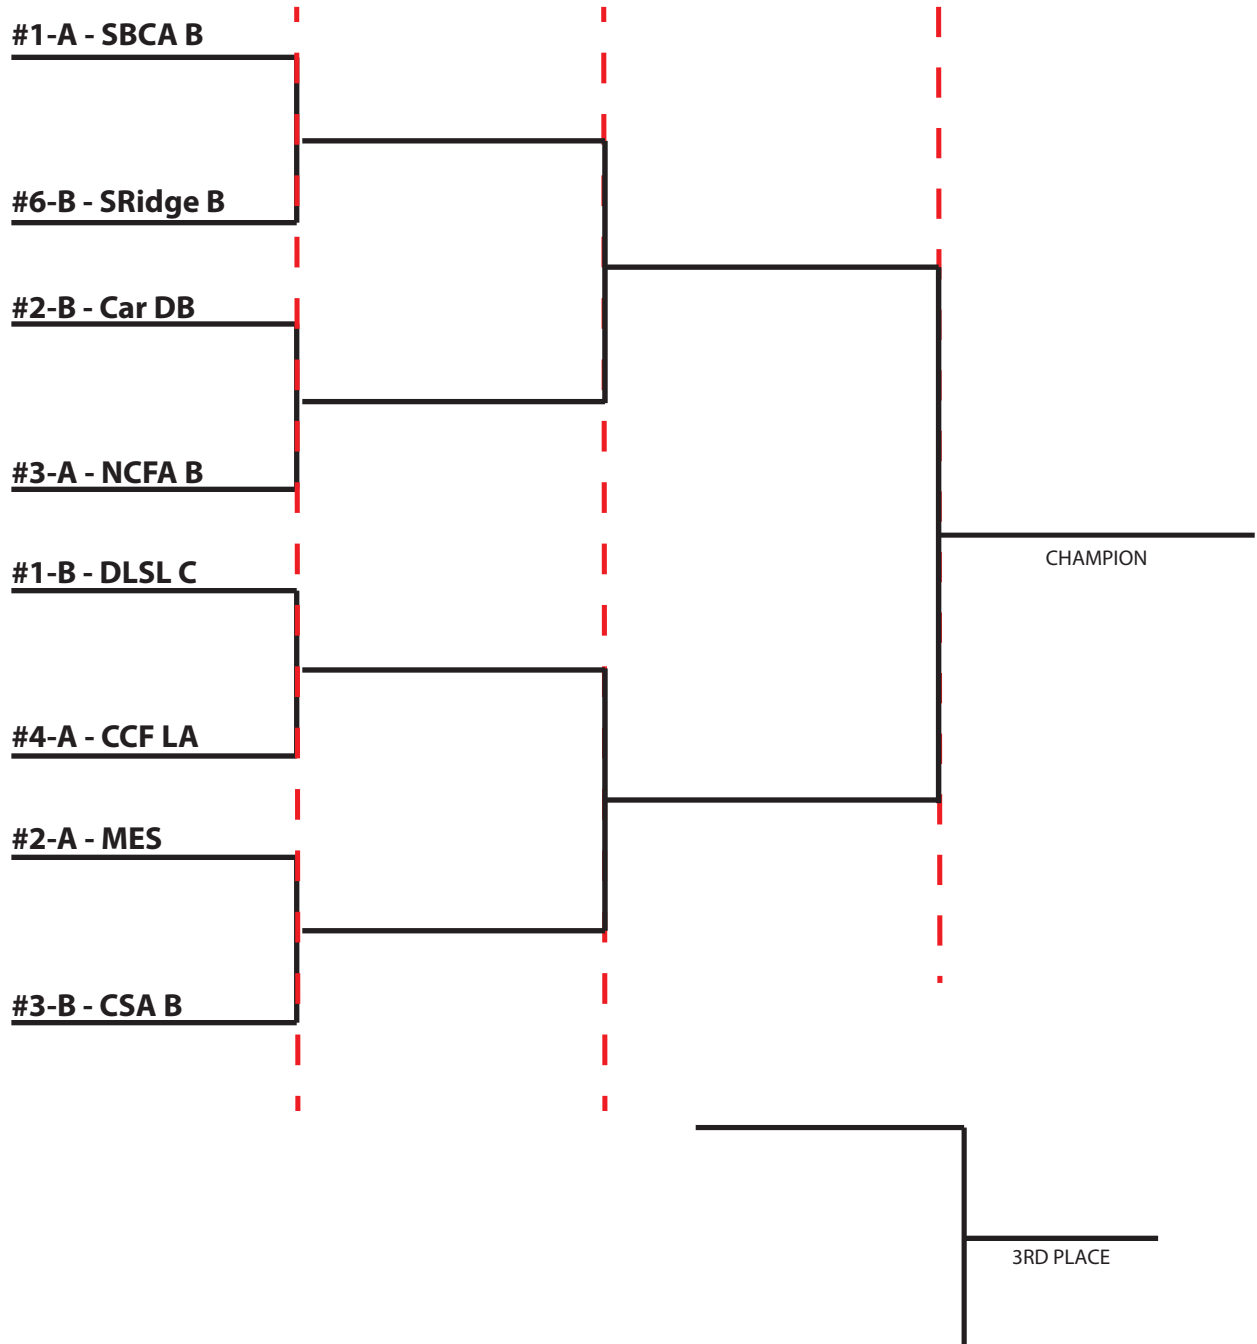 #1-A - SBCA B
#6-B - SRidge B
#2-B - Car DB
#3-A - NCFA B
#1-B - DLSL C
#4-A - CCF LA
#2-A - MES
#3-B - CSA B
CHAMPION
3RD PLACE